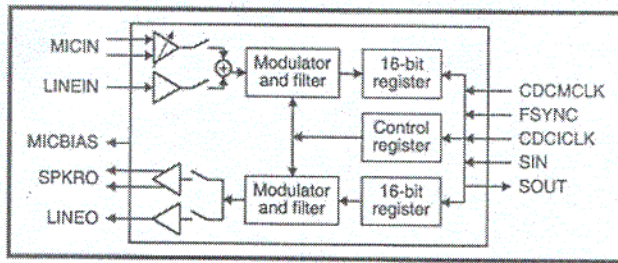 MICIN
LINEIN
MICBIAS
SPKRO
LINEO
Modulator
and filter
16-bit
register
Control
register
Modulator
and filter
16-bit
register
CDCMCLK
FSYNC
CDCICLK
SIN
SOUT